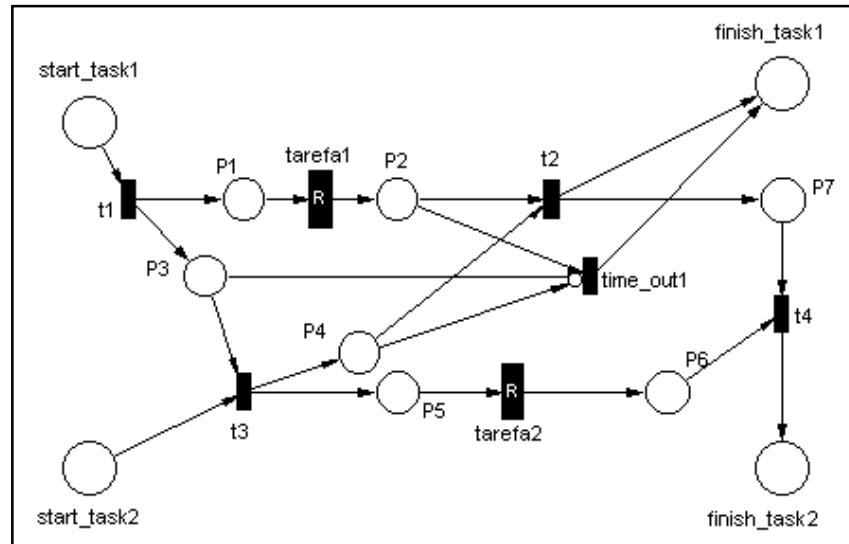 finish_task1
start_task1
P1
tarefa1
P2
t2
R
t1
P7
P3
time_out1
P4
t4
P6
R
P5
t3
tarefa2
start_task2
finish_task2